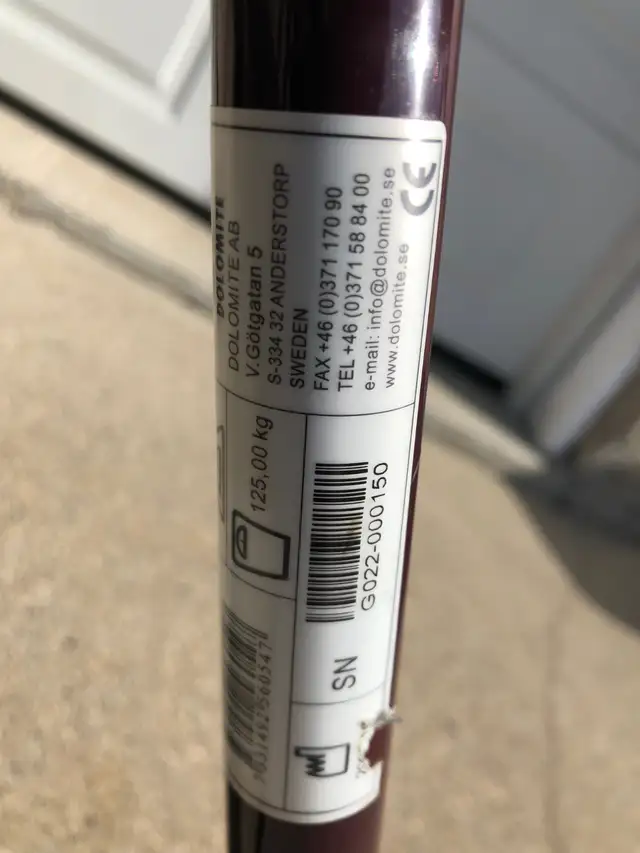 DOLOMITE
DOLOMITE AB
V.Götgatan 5
S-334 32 ANDERSTORP
SWEDEN
FAX +46 (0)371 170 90
TEL +46 (0)371 58 84 00
e-mail: info@dolomite.se
www.dolomite.se
CE
125,00 kg
G022-000150
SN